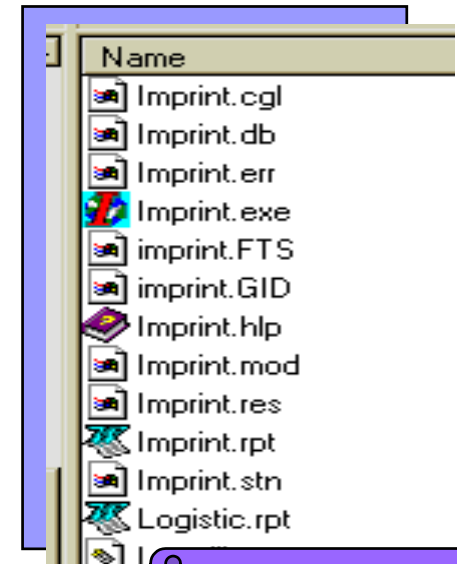 Name
Imprint.cgl
Imprint.db
Imprint.err
Imprint.exe
imprint.FTS
imprint.GID
Imprint.hlp
Imprint.mod
Imprint.res
Imprint.rpt
Imprint.stn
Logistic.rpt